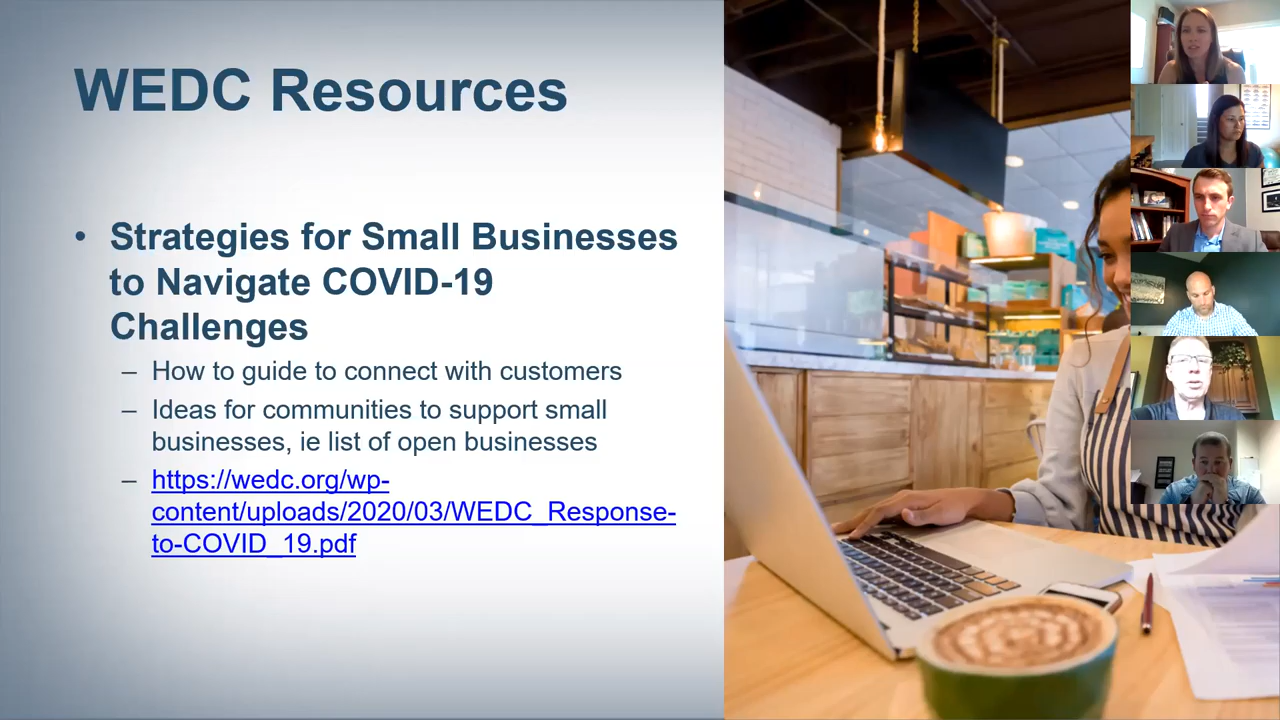 WEDC Resources
• Strategies for Small Businesses
to Navigate COVID-19
Challenges
– How to guide to connect with customers
– Ideas for communities to support small
businesses, ie list of open businesses
– https://wedc.org/wp-
content/uploads/2020/03/WEDC_Response-
to-COVID_19.pdf